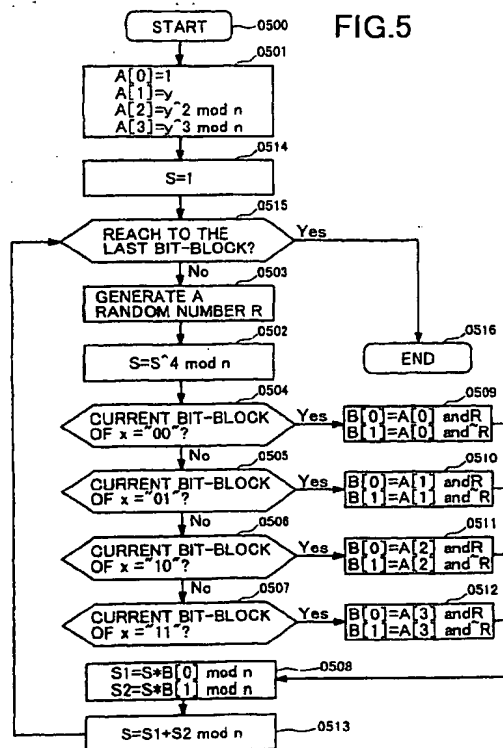 START
0500
FIG.5
0501
A[0]=1
A[1]=y
A[2]=y^2 mod n
A[3]=y^3 mod n
0514
S=1
0515
REACH TO THE
LAST BIT-BLOCK?
Yes
No
0503
GENERATE A
RANDOM NUMBER R
0502
S=S^4 mod n
0516
END
0504
CURRENT BIT-BLOCK
OF x ="00"?
Yes
0509
B[0]=A[0] andR
B[1]=A[0] and~R
No
0505
CURRENT BIT-BLOCK
OF x ="01"?
Yes
0510
B[0]=A[1] andR
B[1]=A[1] and~R
No
0506
CURRENT BIT-BLOCK
OF x ="10"?
Yes
0511
B[0]=A[2] andR
B[1]=A[2] and~R
No
0507
CURRENT BIT-BLOCK
OF x ="11"?
Yes
0512
B[0]=A[3] andR
B[1]=A[3] and~R
0508
S1=S*B[0] mod n
S2=S*B[1] mod n
0513
S=S1+S2 mod n